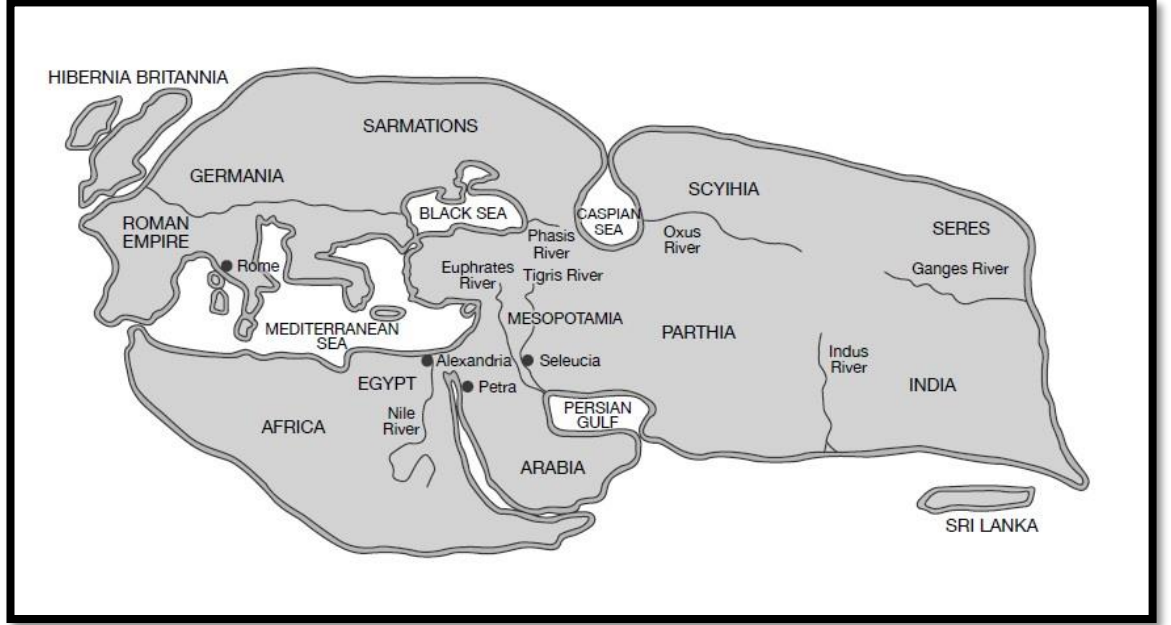 HIBERNIA BRITANNIA
SARMATIONS
GERMANIA
SCYIHIA
ROMAN
EMPIRE
BLACK SEA
CASPIAN
SEA
SERES
Phasis
River
Oxus
River
Rome
Euphrates
River
Tigris River
Ganges River
MESOPOTAMIA
MEDITERRANEAN
SEA
PARTHIA
Alexandria
Seleucia
Indus
River
EGYPT
Petra
INDIA
Nile
River
PERSIAN
GULF
AFRICA
ARABIA
SRI LANKA